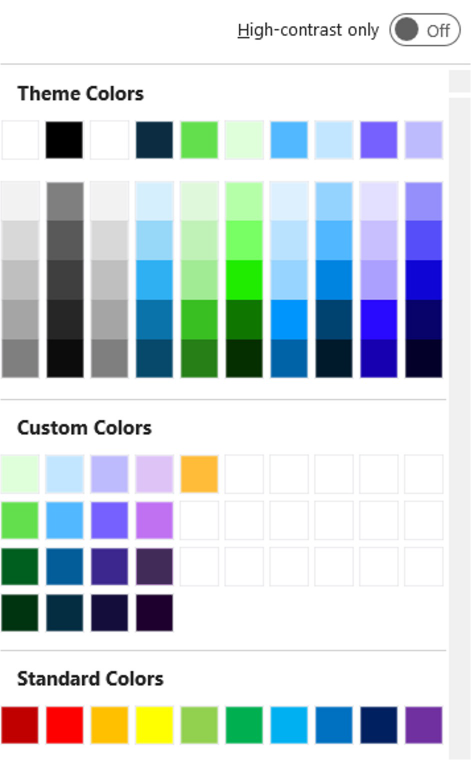 High-contrast only Off
Theme Colors
Custom Colors
Standard Colors